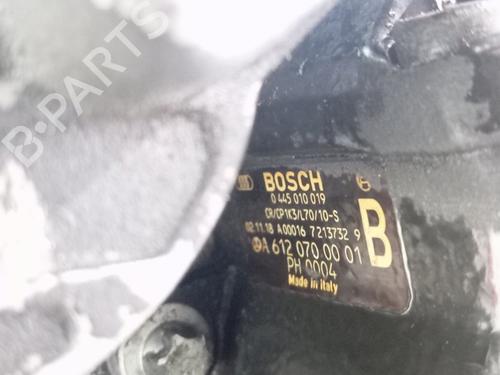 B-PARTS
BOSCH
0 445 010 019
CR/CP1K3/L70/10-S
02.11.18 A00016 7213732 9
A 612 070 00 01
B
PH 0004
Made in Italy